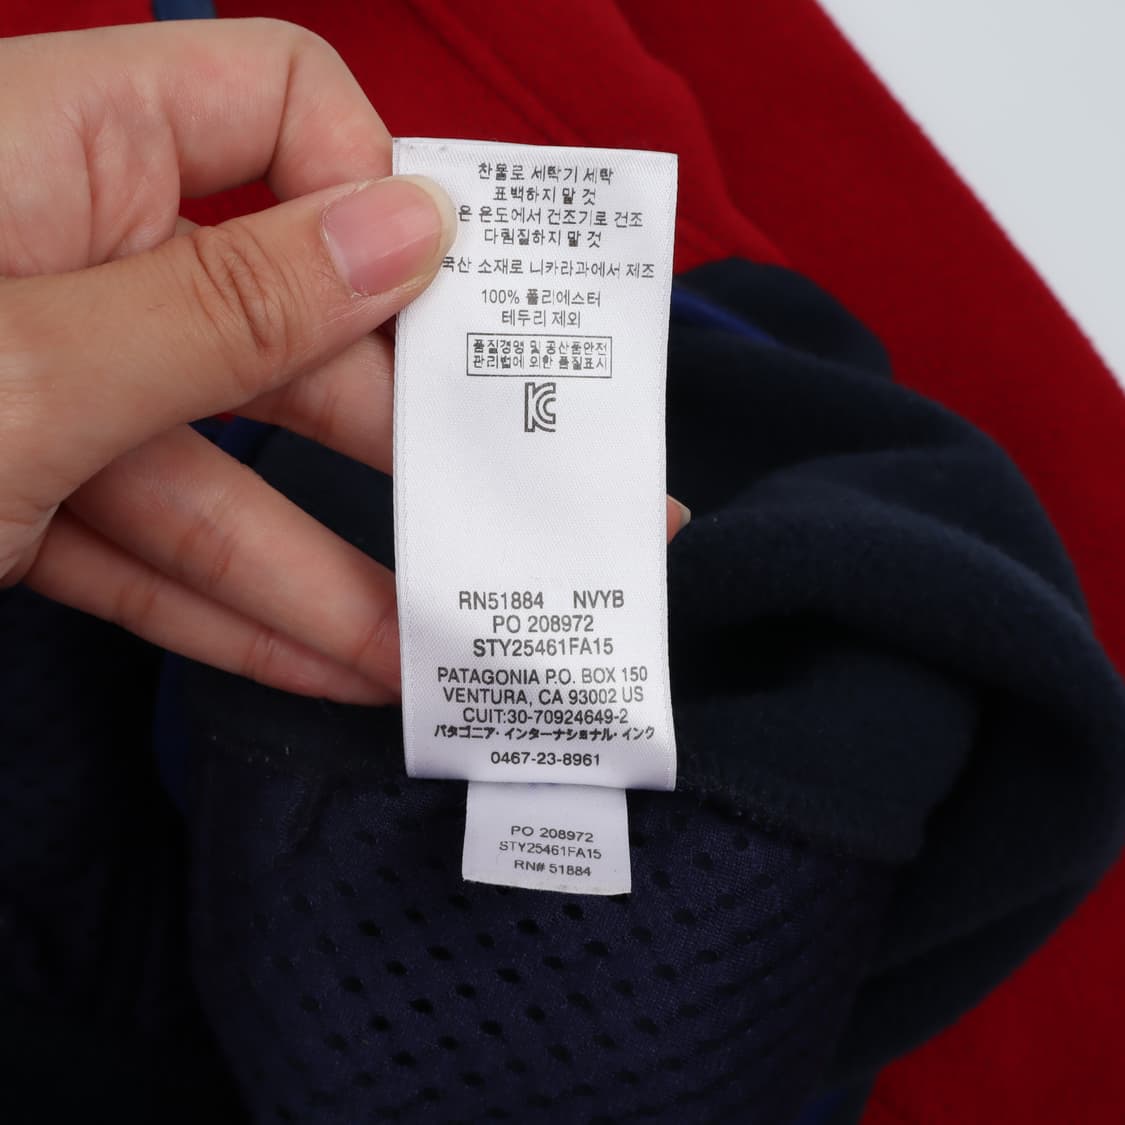 찬물로 세탁기 세탁
표백하지 말 것
온도에서 건조기로 건조
다림질하지 말 것
소재로 니카라과에서 제조
100% 폴리에스터
테두리 제외
품질경영 및 공산품안전
관리법에 의한 품질표시
KC
RN51884 NVYB
PO 208972
STY25461FA15
PATAGONIA P.O. BOX 150
VENTURA, CA 93002 US
CUIT:30-70924649-2
パタゴニア・インターナショナル・インク
0467-23-8961
PO 208972
STY25461FA15
RN# 51884